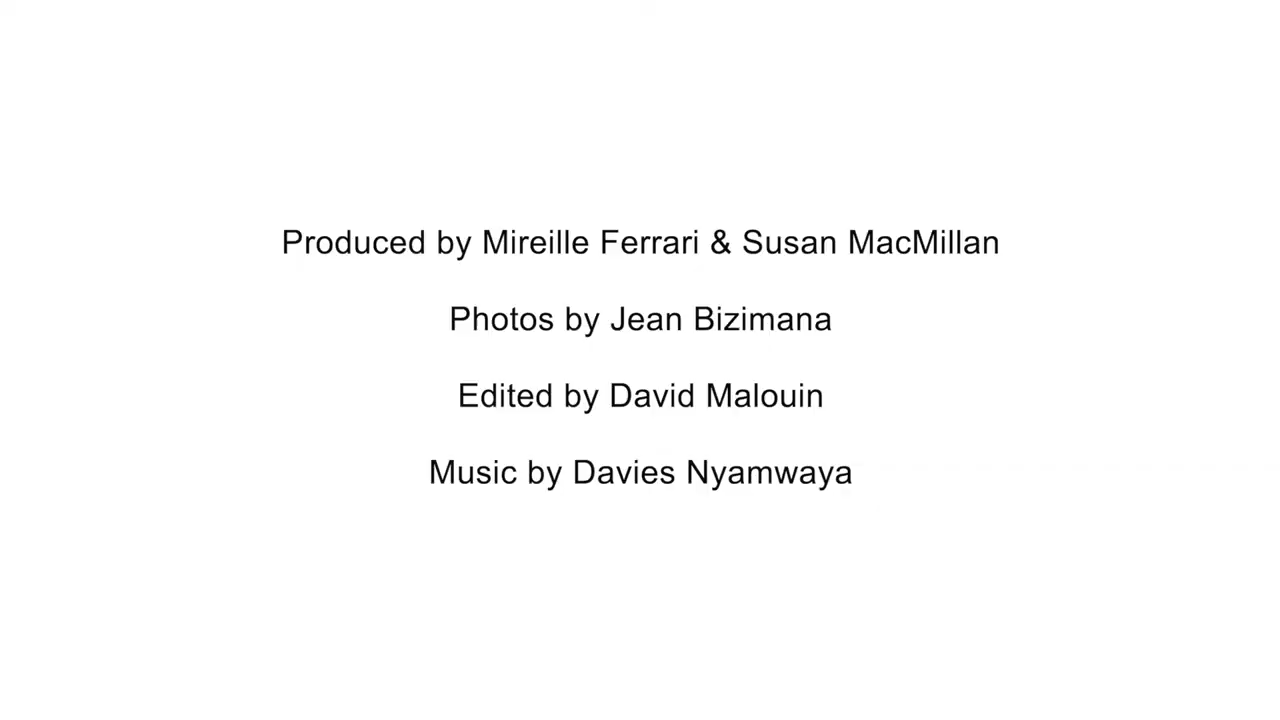 Produced by Mireille Ferrari & Susan MacMillan
Photos by Jean Bizimana
Edited by David Malouin
Music by Davies Nyamwaya